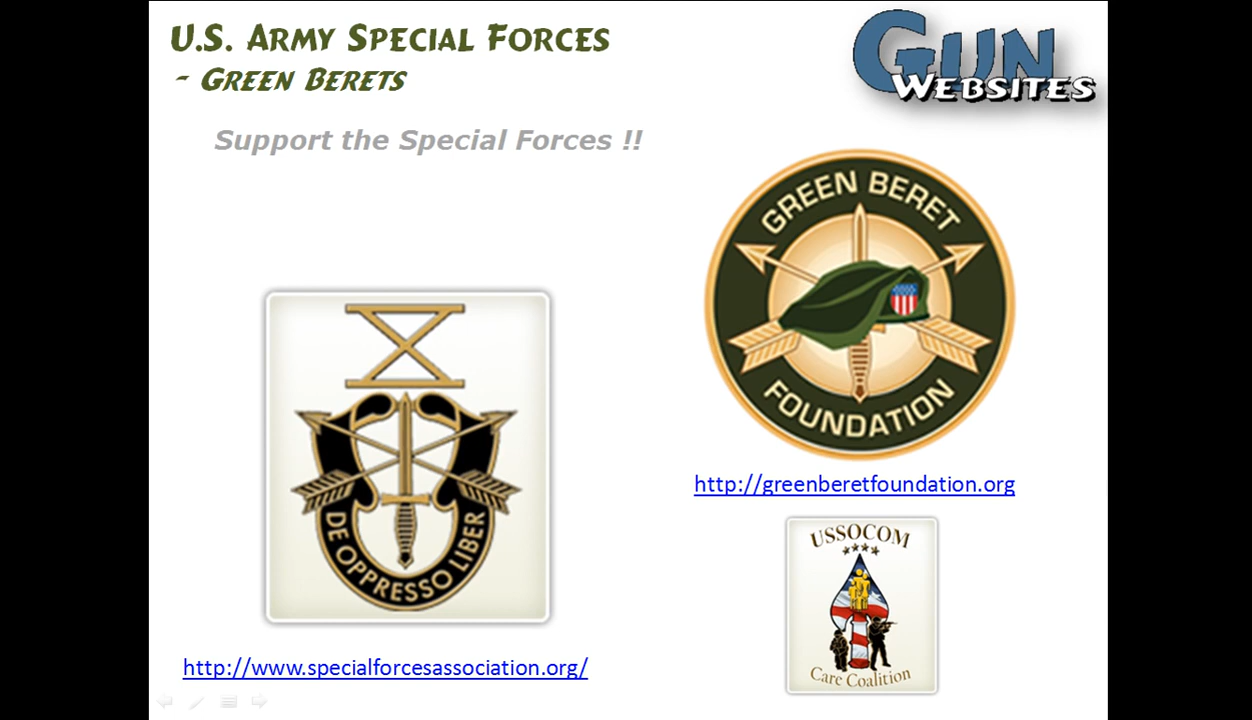 U.S. ARMY SPECIAL FORCES
- GREEN BERETS
GUN
WEBSITES
Support the Special Forces !!
GREEN BERET
FOUNDATION
http://greenberetfoundation.org
X
DE OPPRESSO LIBER
USSOCOM
Care Coalition
http://www.specialforcesassociation.org/